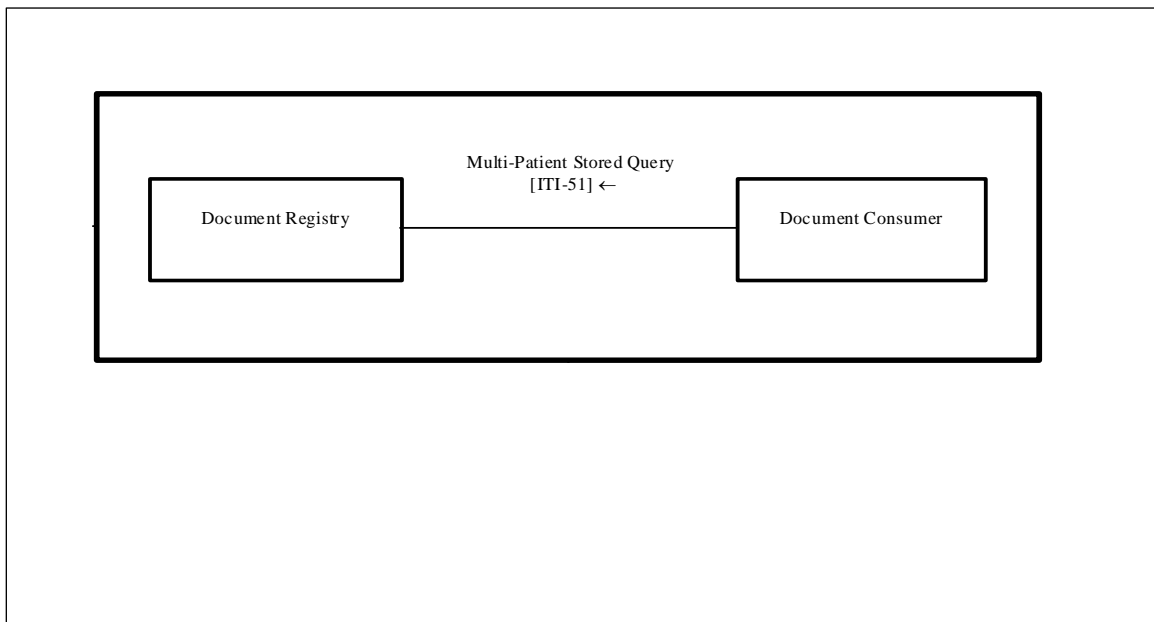 Multi-Patient Stored Query
[ITI-51] ←
Document Registry
Document Consumer